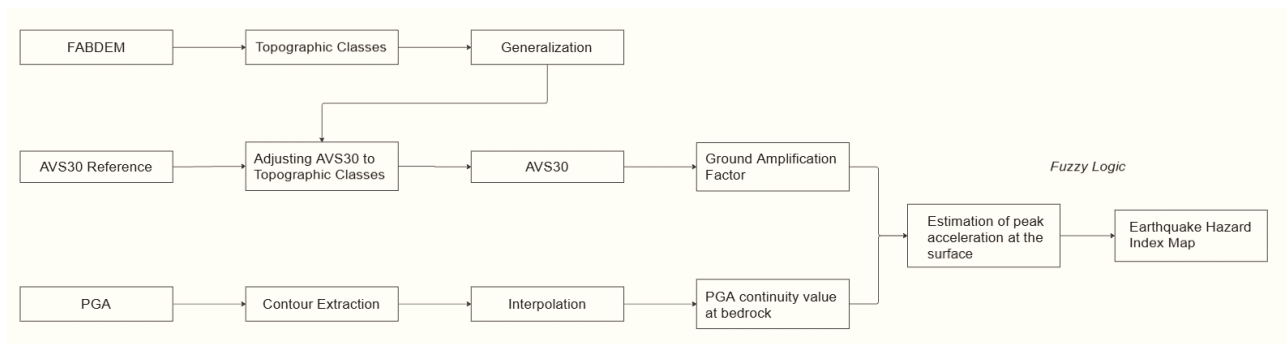 FABDEM
Topographic Classes
Generalization
AVS30 Reference
Adjusting AVS30 to
Topographic Classes
AVS30
Ground Amplification
Factor
Fuzzy Logic
Estimation of peak
acceleration at the
surface
Earthquake Hazard
Index Map
PGA
Contour Extraction
Interpolation
PGA continuity value
at bedrock